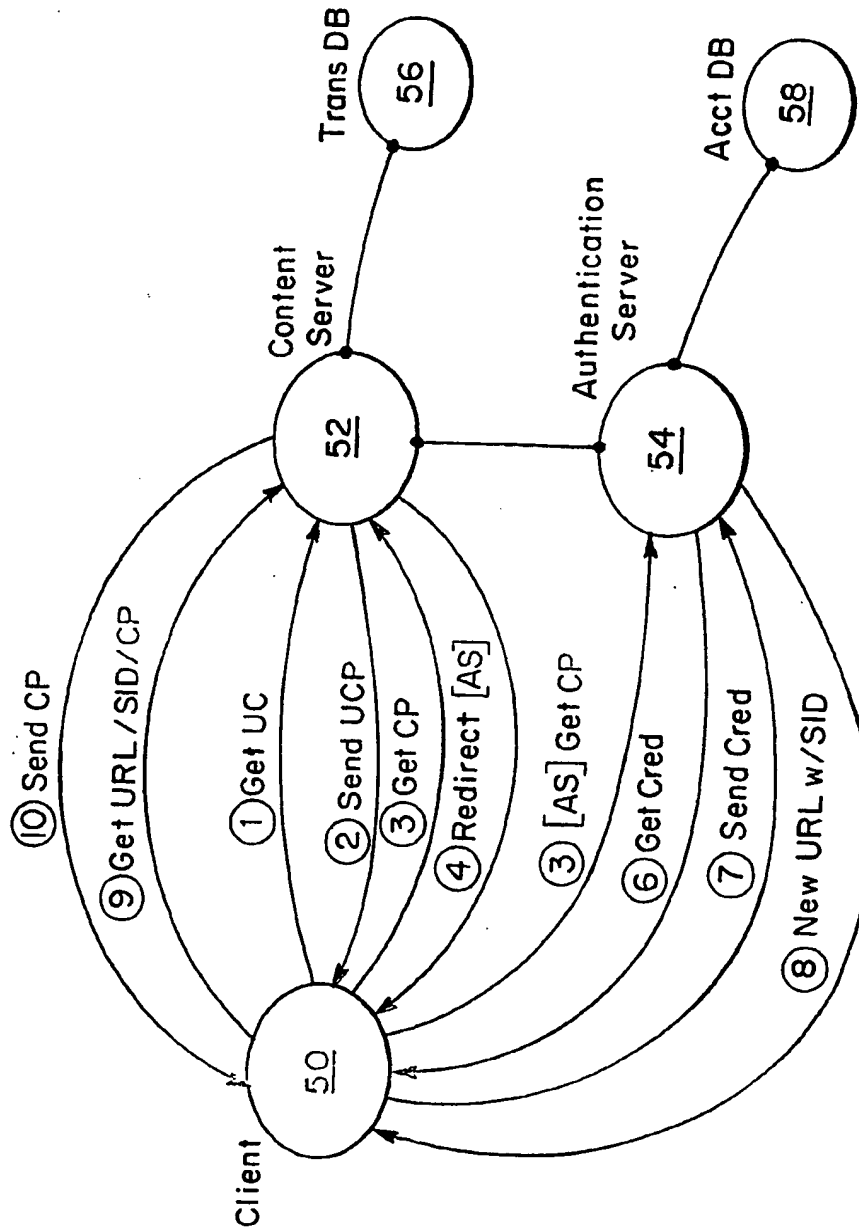 Client
50
⑩ Send CP
⑨ Get URL/SID/CP
① Get UC
② Send UCP
③ Get CP
④ Redirect [AS]
③ [AS] Get CP
⑥ Get Cred
⑦ Send Cred
⑧ New URL w/SID
Content
Server
52
Authentication
Server
54
Trans DB
56
Acct DB
58